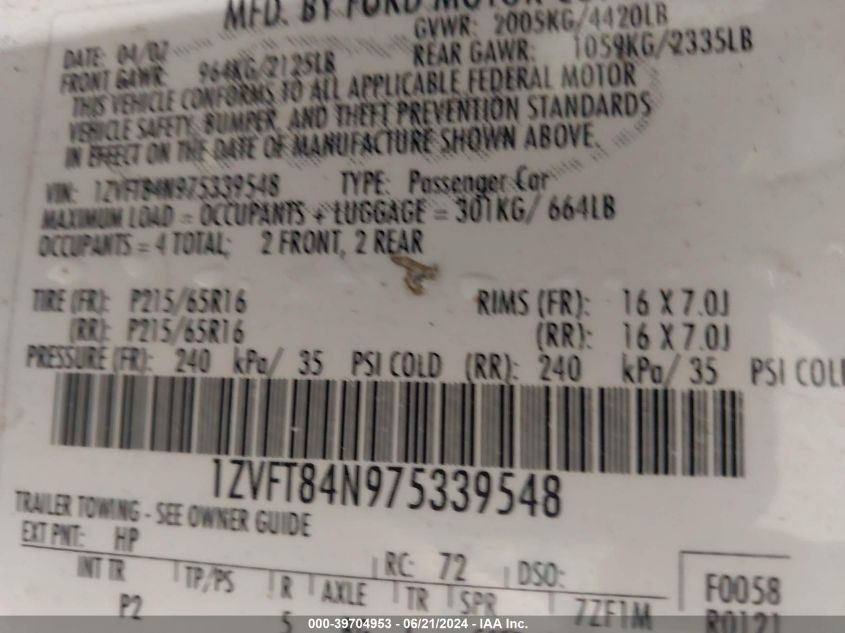 MFD. BY FORD MOTOR CO.
DATE: 04/07 GVWR: 2005KG/4420LB
FRONT GAWR: 964KG/2125LB REAR GAWR: 1059KG/2335LB
THIS VEHICLE CONFORMS TO ALL APPLICABLE FEDERAL MOTOR
VEHICLE SAFETY, BUMPER, AND THEFT PREVENTION STANDARDS
IN EFFECT ON THE DATE OF MANUFACTURE SHOWN ABOVE.
VIN: 1ZVFT84N975339548 TYPE: Passenger Car
MAXIMUM LOAD = OCCUPANTS + LUGGAGE = 301KG/ 664LB
OCCUPANTS = 4 TOTAL; 2 FRONT, 2 REAR
TIRE (FR): P215/65R16 RIMS (FR): 16 X 7.0J
(RR): P215/65R16 (RR): 16 X 7.0J
PRESSURE (FR): 240 kPa/ 35 PSI COLD (RR): 240 kPa/ 35 PSI COL
1ZVFT84N975339548
TRAILER TOWING - SEE OWNER GUIDE
EXT PNT: HP RC: 72 DSO:
INT TR TP/PS R AXLE TR SPR F0058
P2 5 7ZF1M R0121
000-39704953 - 06/21/2024 - IAA Inc.